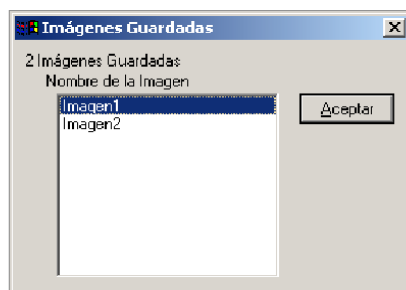 Imágenes Guardadas
2 Imágenes Guardadas
Nombre de la Imagen
Imagen1
Imagen2
Aceptar